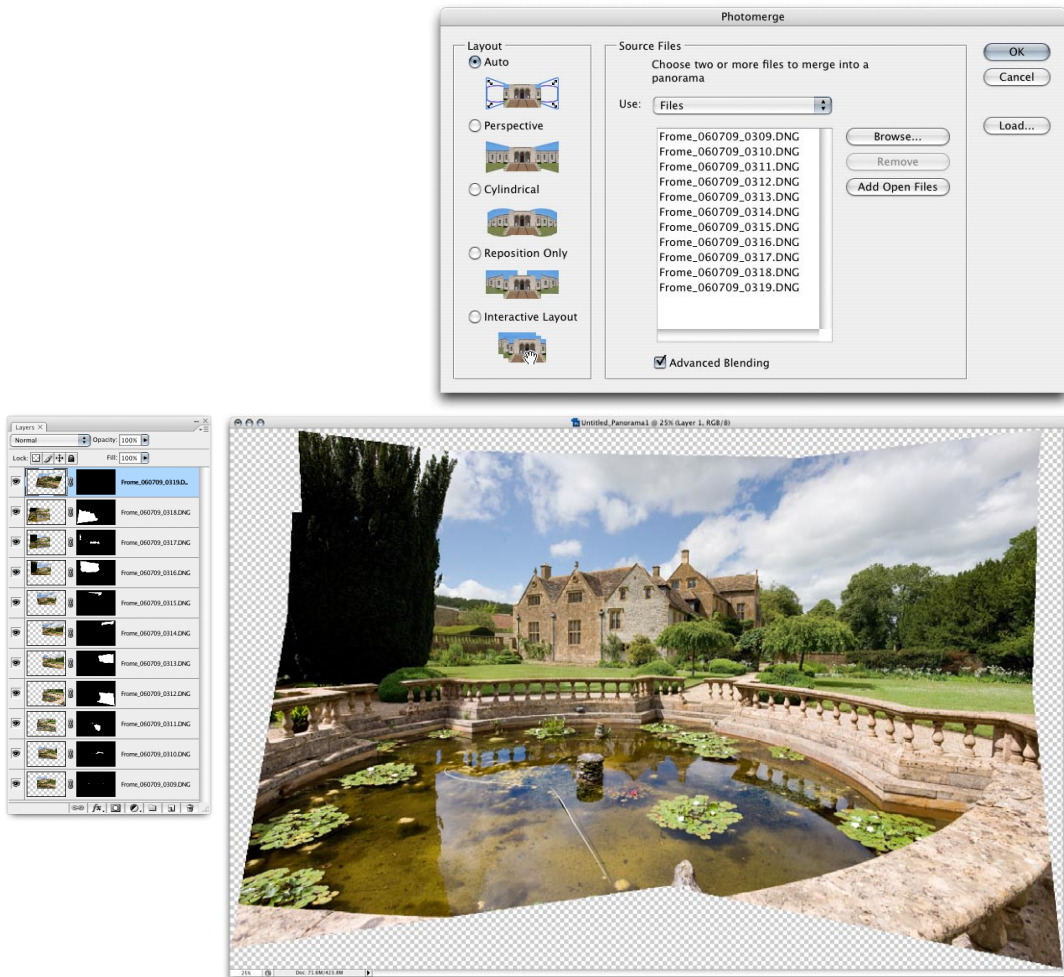 Photomerge
Layout
Auto
Perspective
Cylindrical
Reposition Only
Interactive Layout
Source Files
Choose two or more files to merge into a
panorama
Use: Files
Frome_060709_0309.DNG
Frome_060709_0310.DNG
Frome_060709_0311.DNG
Frome_060709_0312.DNG
Frome_060709_0313.DNG
Frome_060709_0314.DNG
Frome_060709_0315.DNG
Frome_060709_0316.DNG
Frome_060709_0317.DNG
Frome_060709_0318.DNG
Frome_060709_0319.DNG
Advanced Blending
Browse...
Remove
Add Open Files
OK
Cancel
Load...
Layers ×
Normal Opacity: 100%
Lock: Fill: 100%
Frome_060709_0319.D...
Frome_060709_0318.DNG
Frome_060709_0317.DNG
Frome_060709_0316.DNG
Frome_060709_0315.DNG
Frome_060709_0314.DNG
Frome_060709_0313.DNG
Frome_060709_0312.DNG
Frome_060709_0311.DNG
Frome_060709_0310.DNG
Frome_060709_0309.DNG
Untitled_Panorama1 @ 25% (Layer 1, RGB/8)
25% Doc: 71.6M/423.8M